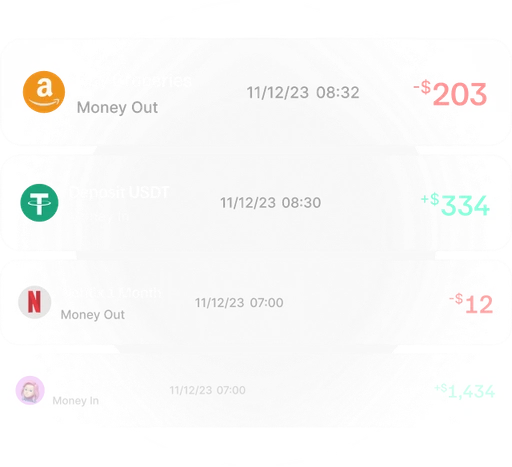 Money Out
11/12/23 08:32
-$203
Deposit USDT
11/12/23 08:30
+$334
Money Out
11/12/23 07:00
-$12
Money In
11/12/23 07:00
+$1,434